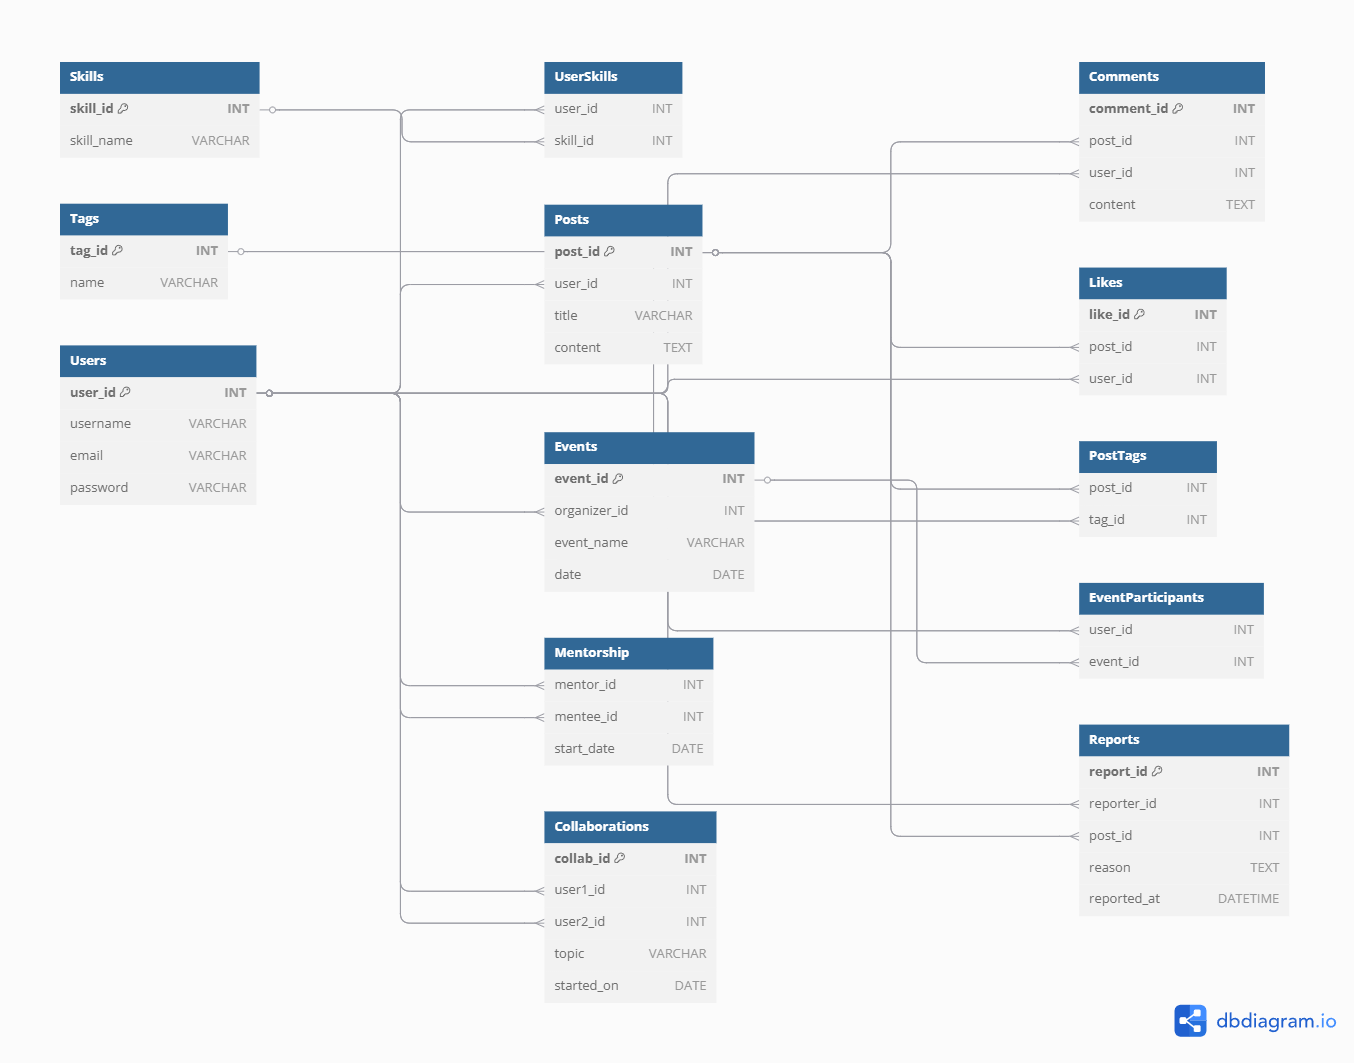 Skills
skill_id INT
skill_name VARCHAR
Tags
tag_id INT
name VARCHAR
Users
user_id INT
username VARCHAR
email VARCHAR
password VARCHAR
UserSkills
user_id INT
skill_id INT
Posts
post_id INT
user_id INT
title VARCHAR
content TEXT
Events
event_id INT
organizer_id INT
event_name VARCHAR
date DATE
Mentorship
mentor_id INT
mentee_id INT
start_date DATE
Collaborations
collab_id INT
user1_id INT
user2_id INT
topic VARCHAR
started_on DATE
Comments
comment_id INT
post_id INT
user_id INT
content TEXT
Likes
like_id INT
post_id INT
user_id INT
PostTags
post_id INT
tag_id INT
EventParticipants
user_id INT
event_id INT
Reports
report_id INT
reporter_id INT
post_id INT
reason TEXT
reported_at DATETIME
dbdiagram.io